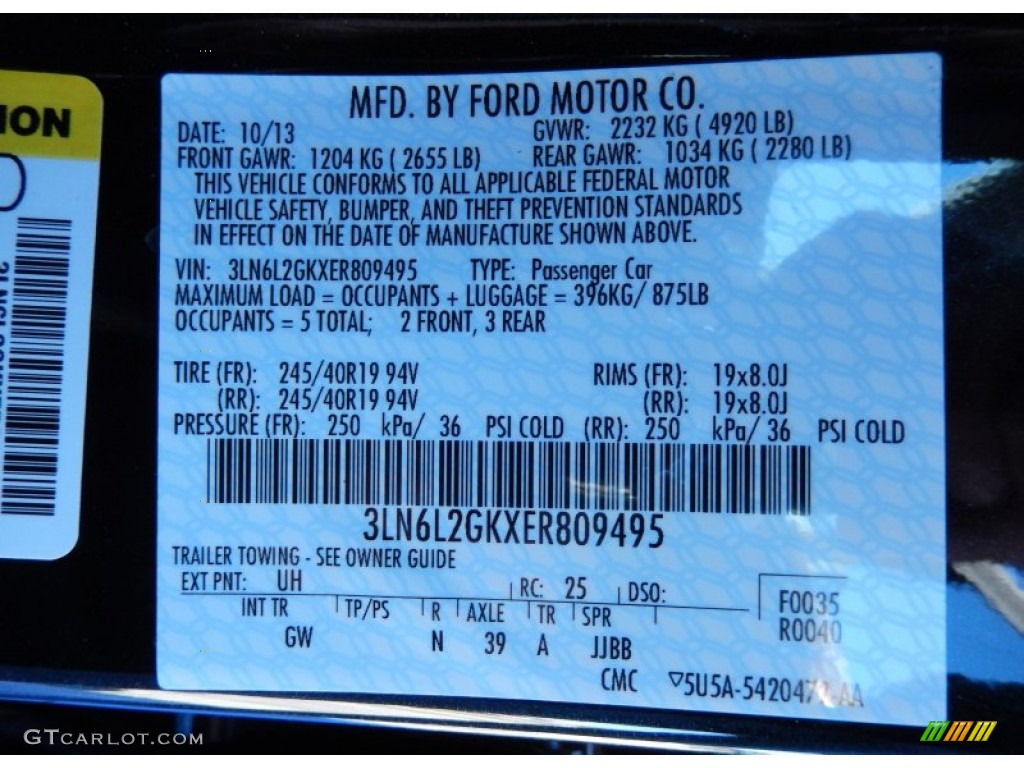 ION
MFD. BY FORD MOTOR CO.
DATE: 10/13 GVWR: 2232 KG ( 4920 LB)
FRONT GAWR: 1204 KG ( 2655 LB) REAR GAWR: 1034 KG ( 2280 LB)
THIS VEHICLE CONFORMS TO ALL APPLICABLE FEDERAL MOTOR
VEHICLE SAFETY, BUMPER, AND THEFT PREVENTION STANDARDS
IN EFFECT ON THE DATE OF MANUFACTURE SHOWN ABOVE.
VIN: 3LN6L2GKXER809495 TYPE: Passenger Car
MAXIMUM LOAD = OCCUPANTS + LUGGAGE = 396KG/ 875LB
OCCUPANTS = 5 TOTAL; 2 FRONT, 3 REAR
TIRE (FR): 245/40R19 94V RIMS (FR): 19x8.0J
(RR): 245/40R19 94V (RR): 19x8.0J
PRESSURE (FR): 250 kPa/ 36 PSI COLD (RR): 250 kPa/ 36 PSI COLD
3LN6L2GKXER809495
TRAILER TOWING - SEE OWNER GUIDE
EXT PNT: UH RC: 25 DSO:
INT TR TP/PS R AXLE TR SPR
GW N 39 A JJBB
F0035
R0040
CMC ▽5U5A-5420472-AA
GTCARLOT.COM